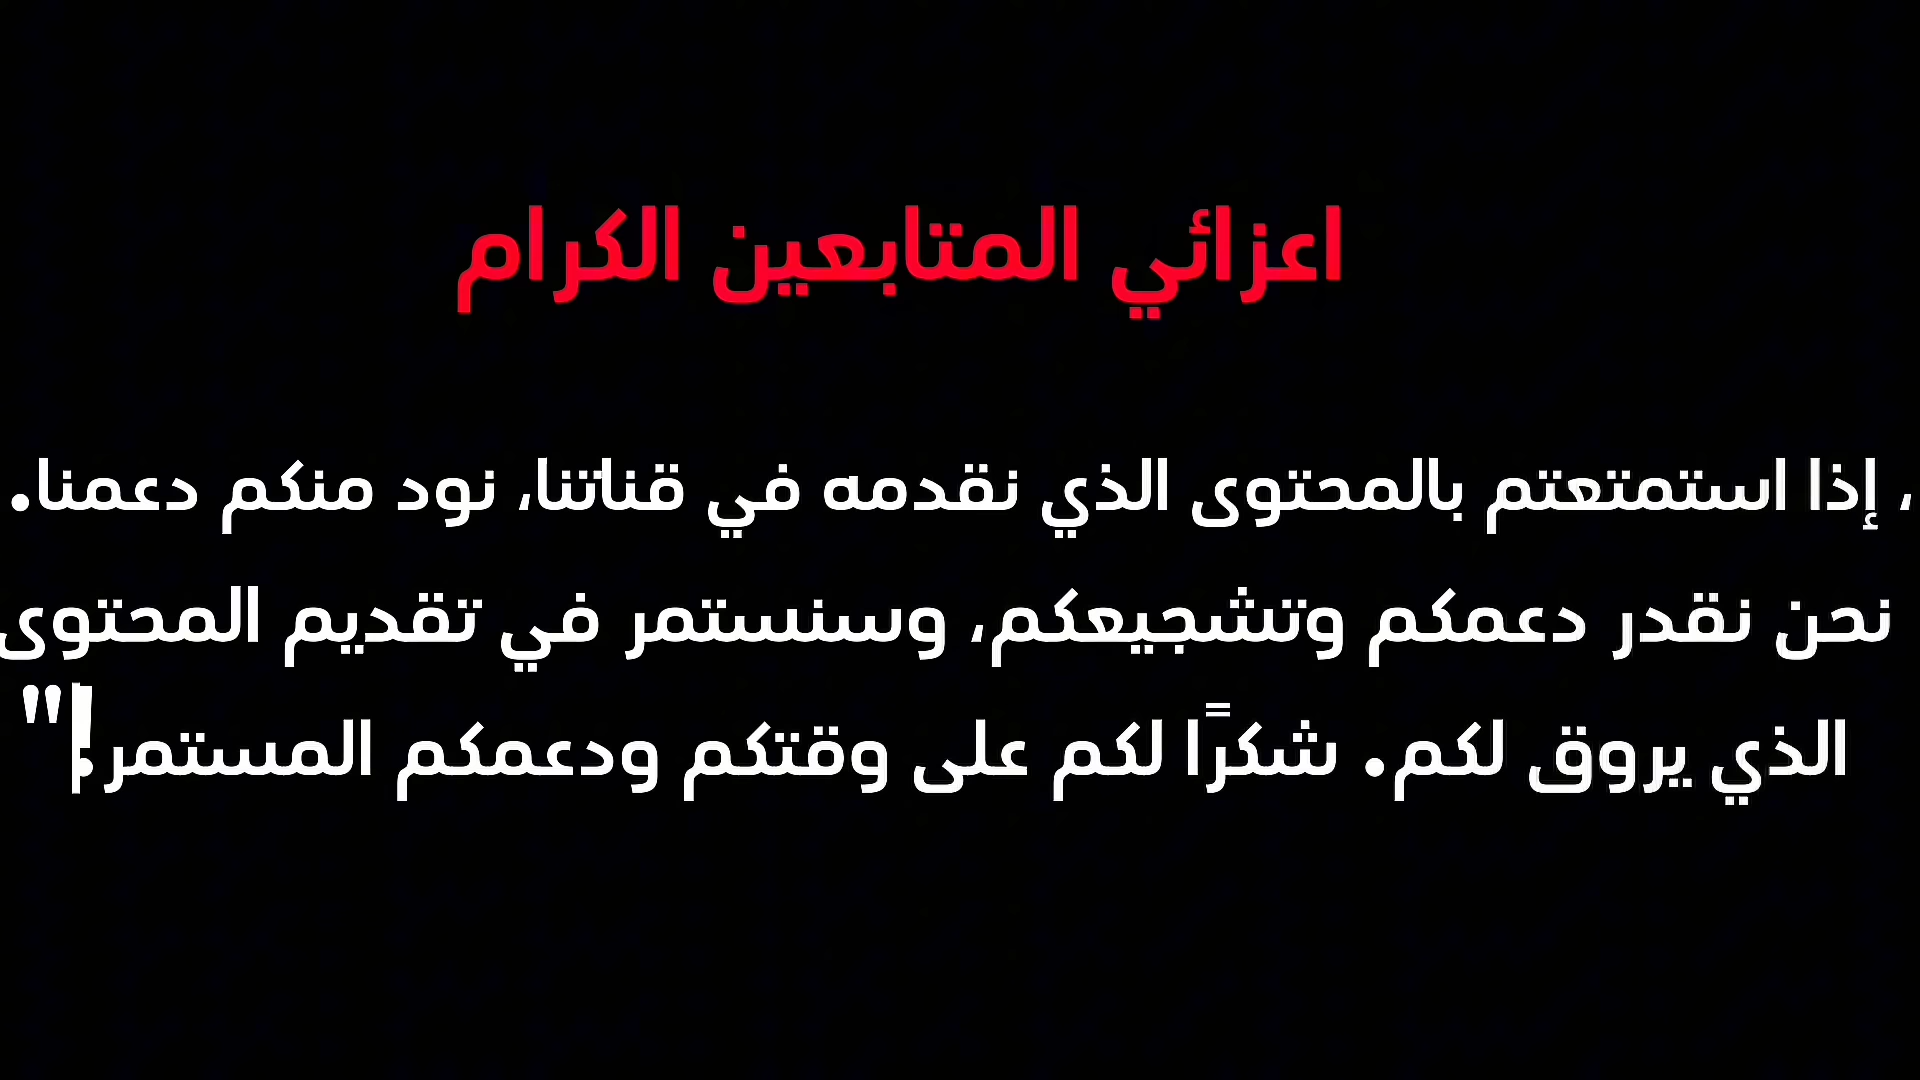 اعزائي المتابعين الكرام
، إذا استمتعتم بالمحتوى الذي نقدمه في قناتنا، نود منكم دعمنا.
نحن نقدر دعمكم وتشجيعكم، وسنستمر في تقديم المحتوى
الذي يروق لكم. شكرًا لكم على وقتكم ودعمكم المستمر!"